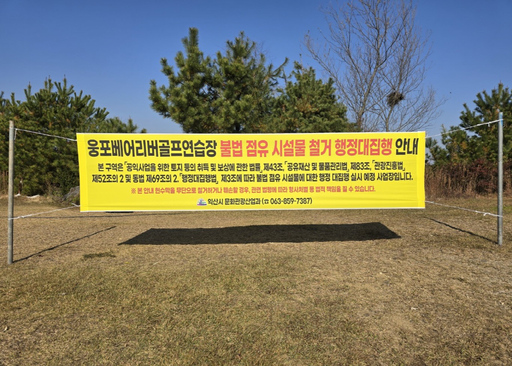 웅포베어리버골프연습장 불법 점유 시설물 철거 행정대집행 안내
본 구역은 「공익사업을 위한 토지 등의 취득 및 보상에 관한 법률」 제43조, 「공유재산 및 물품관리법」 제83조, 「관광진흥법」
제52조의 2 및 동법 제69조의 2, 「행정대집행법」 제3조에 따라 불법 점유 시설물에 대한 행정 대집행 실시 예정 사업장입니다.
※ 본 안내 현수막을 무단으로 철거하거나 훼손할 경우, 관련 법령에 따라 형사처벌 등 법적 책임을 질 수 있습니다.
익산시 문화관광산업과(☎ 063-859-7387)